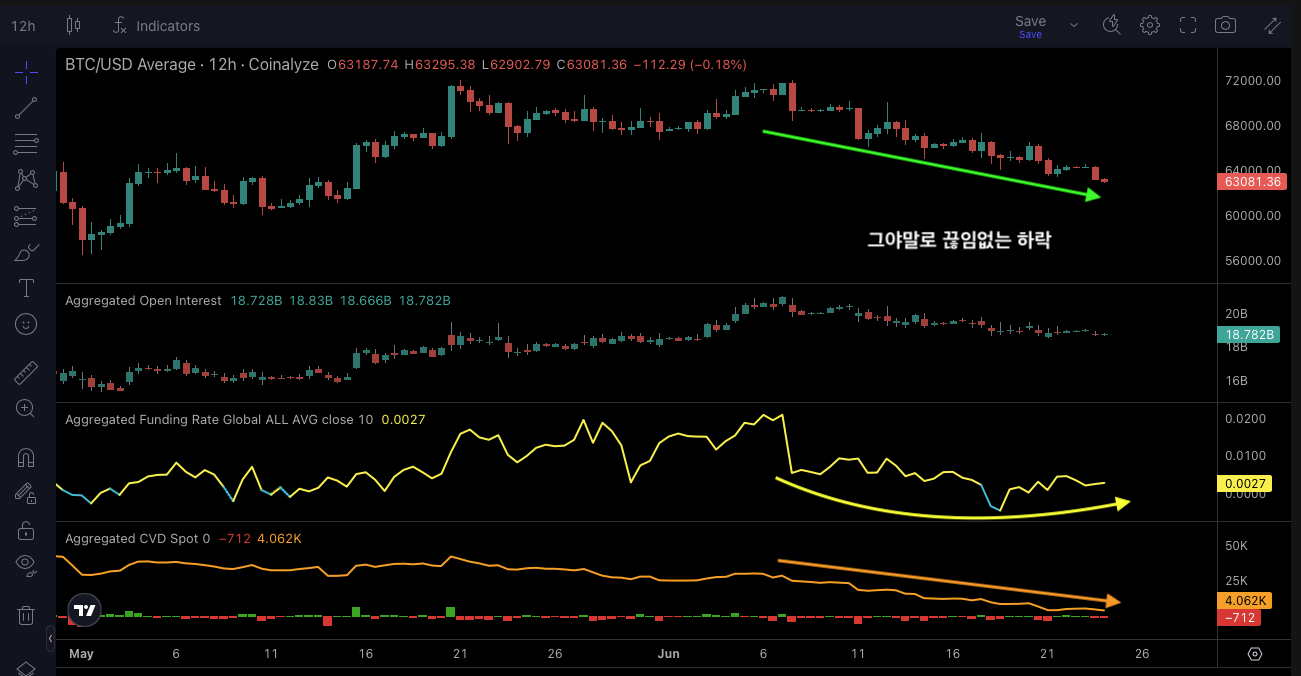 12h Indicators Save
Save
BTC/USD Average · 12h · Coinalyze O63187.74 H63295.38 L62902.79 C63081.36 −112.29 (−0.18%)
72000.00
68000.00
64000.00
63081.36
60000.00
56000.00
그야말로 끊임없는 하락
Aggregated Open Interest 18.728B 18.83B 18.666B 18.782B
20B
18.782B
18B
16B
Aggregated Funding Rate Global ALL AVG close 10 0.0027
0.0200
0.0100
0.0027
0.0000
Aggregated CVD Spot 0 −712 4.062K
50K
25K
4.062K
−712
May 6 11 16 21 26 Jun 6 11 16 21 26